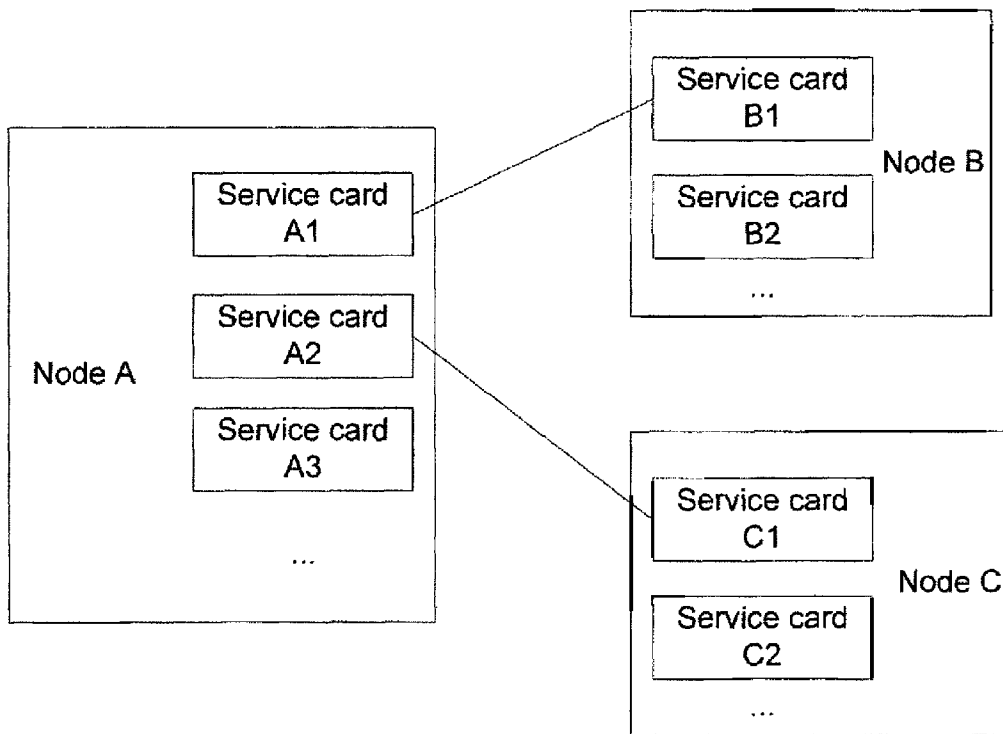 Node A
Service card
A1
Service card
A2
Service card
A3
...
Service card
B1
Service card
B2
...
Node B
Service card
C1
Service card
C2
...
Node C